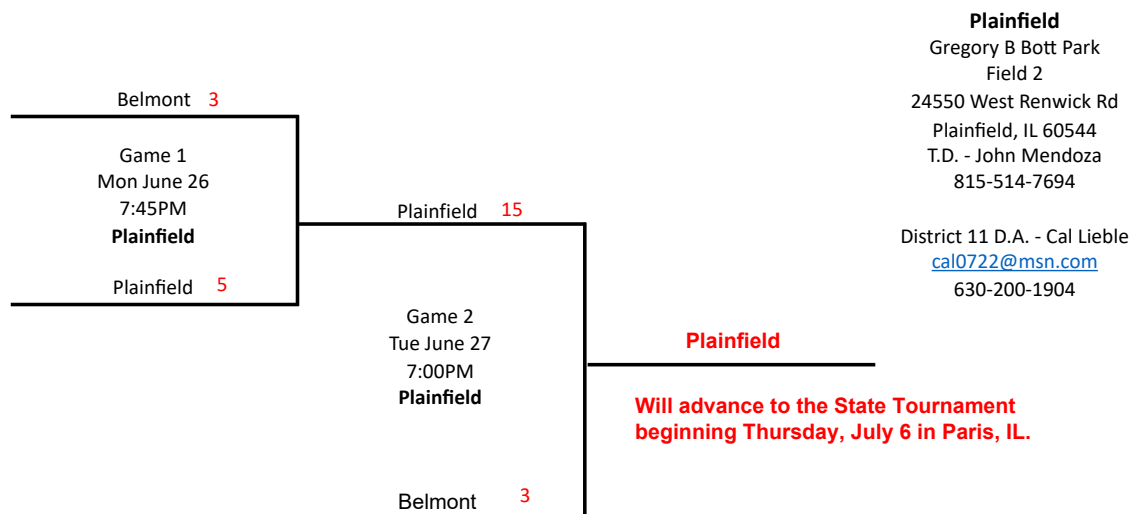 Plainfield
Gregory B Bott Park
Field 2
24550 West Renwick Rd
Plainfield, IL 60544
T.D. - John Mendoza
815-514-7694
District 11 D.A. - Cal Lieble
cal0722@msn.com
630-200-1904
Belmont 3
Game 1
Mon June 26
7:45PM
Plainfield
Plainfield 5
Plainfield 15
Game 2
Tue June 27
7:00PM
Plainfield
Belmont 3
Plainfield
Will advance to the State Tournament
beginning Thursday, July 6 in Paris, IL.